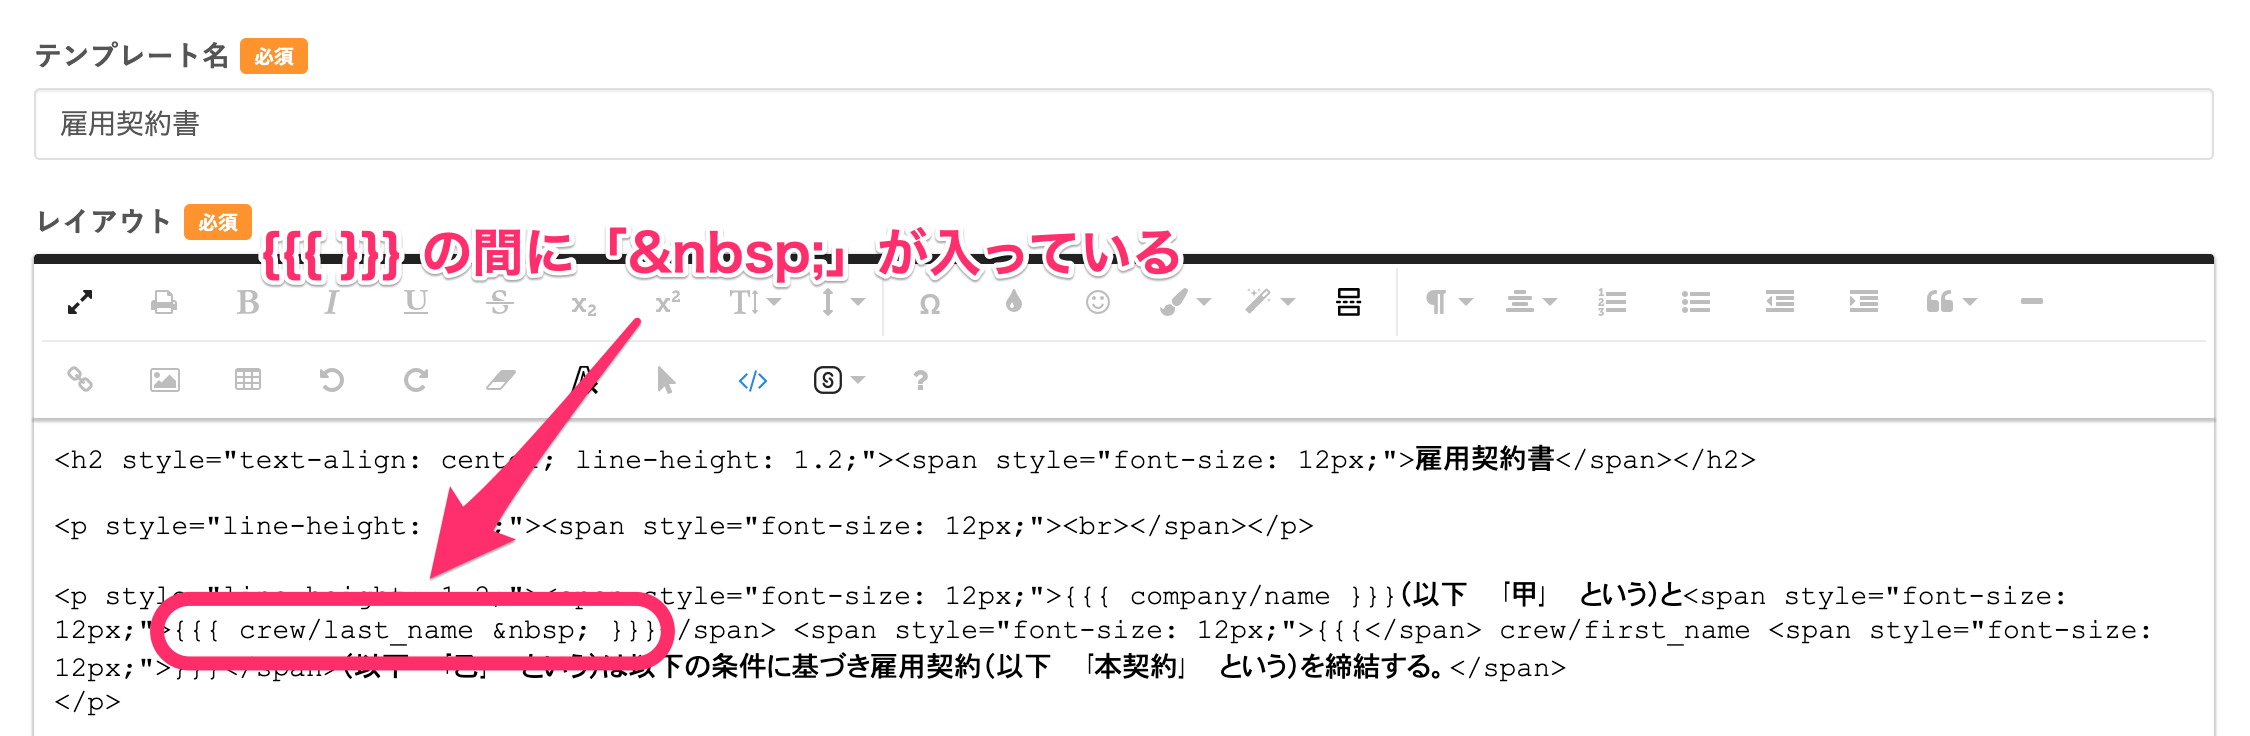 テンプレート名 必須
雇用契約書
レイアウト 必須
{{{ }}} の間に「&nbsp;」が入っている
<h2 style="text-align: center; line-height: 1.2;"><span style="font-size: 12px;">雇用契約書</span></h2>
<p style="line-height: ;"><span style="font-size: 12px;"><br></span></p>
<p style="line-height: 1.2;"><span style="font-size: 12px;">{{{ company/name }}}(以下 「甲」 という)と<span style="font-size:
12px;">{{{ crew/last_name &nbsp; }}}</span> <span style="font-size: 12px;">{{{</span> crew/first_name <span style="font-size:
12px;">}}}</span>(以下 「乙」 という)は以下の条件に基づき雇用契約(以下 「本契約」 という)を締結する。</span>
</p>